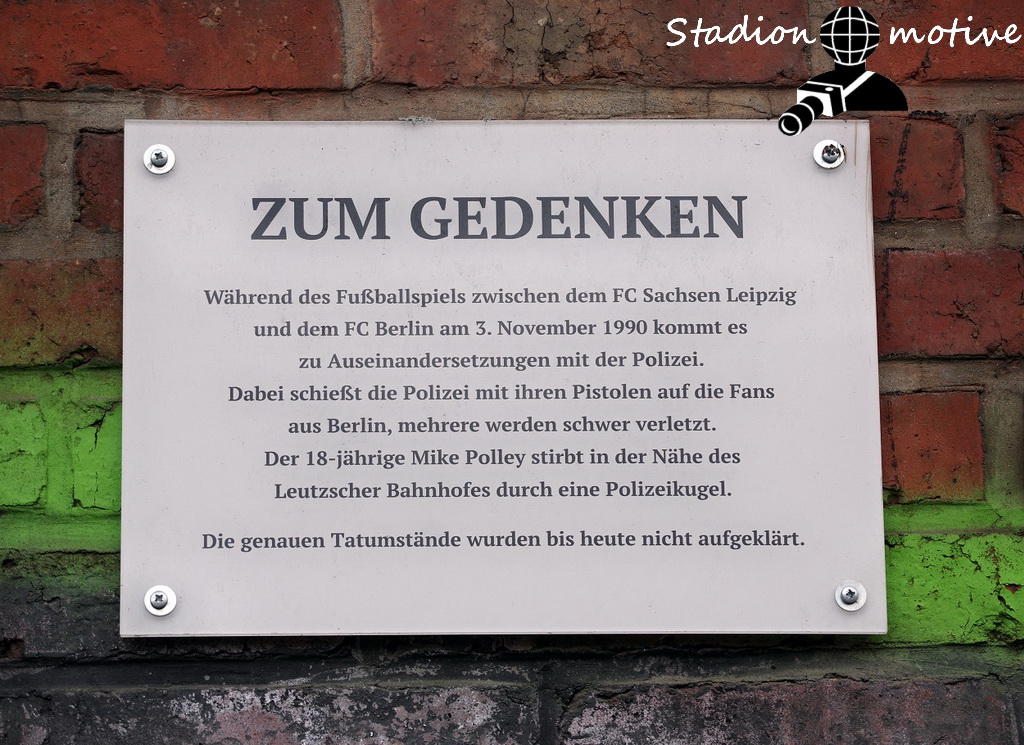 Stadion motive
ZUM GEDENKEN
Während des Fußballspiels zwischen dem FC Sachsen Leipzig
und dem FC Berlin am 3. November 1990 kommt es
zu Auseinandersetzungen mit der Polizei.
Dabei schießt die Polizei mit ihren Pistolen auf die Fans
aus Berlin, mehrere werden schwer verletzt.
Der 18-jährige Mike Polley stirbt in der Nähe des
Leutzscher Bahnhofes durch eine Polizeikugel.
Die genauen Tatumstände wurden bis heute nicht aufgeklärt.